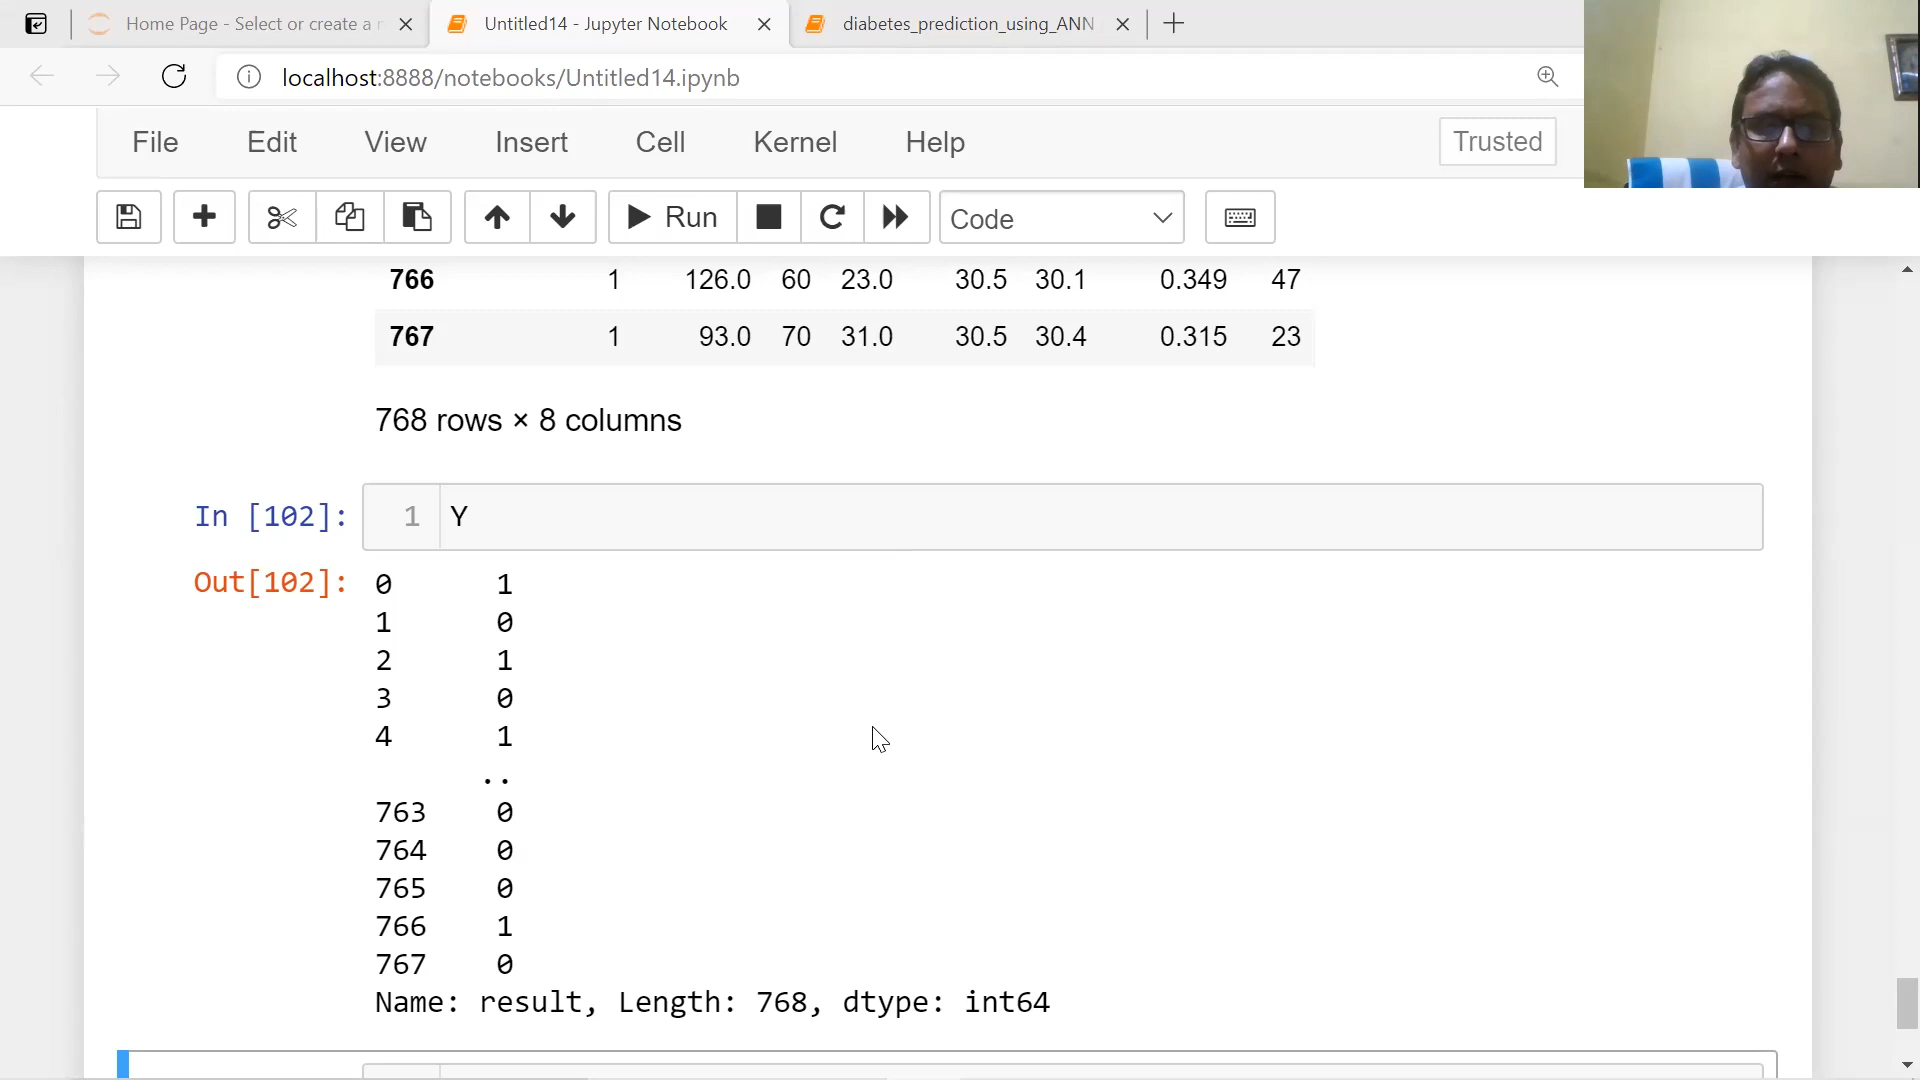 Home Page - Select or create a n
Untitled14 - Jupyter Notebook
diabetes_prediction_using_ANN
localhost:8888/notebooks/Untitled14.ipynb
File Edit View Insert Cell Kernel Help Trusted
Run Code
766 1 126.0 60 23.0 30.5 30.1 0.349 47
767 1 93.0 70 31.0 30.5 30.4 0.315 23
768 rows × 8 columns
In [102]: 1 Y
Out[102]: 0 1
1 0
2 1
3 0
4 1
..
763 0
764 0
765 0
766 1
767 0
Name: result, Length: 768, dtype: int64